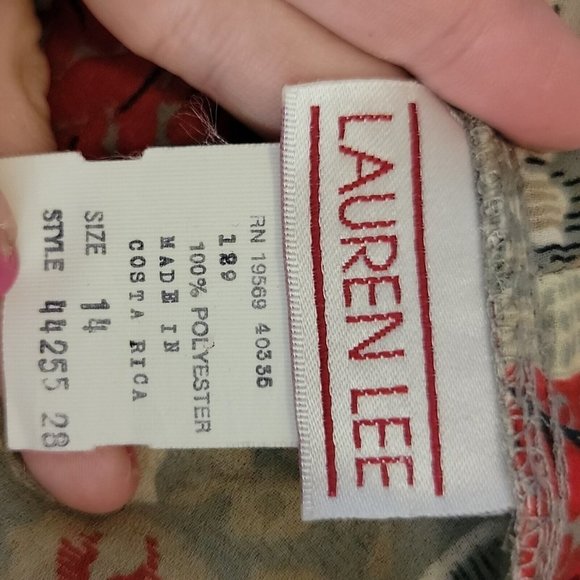 LAUREN LEE
RN 19569 40335
189
100% POLYESTER
MADE IN
COSTA RICA
SIZE 14
STYLE 44255 28